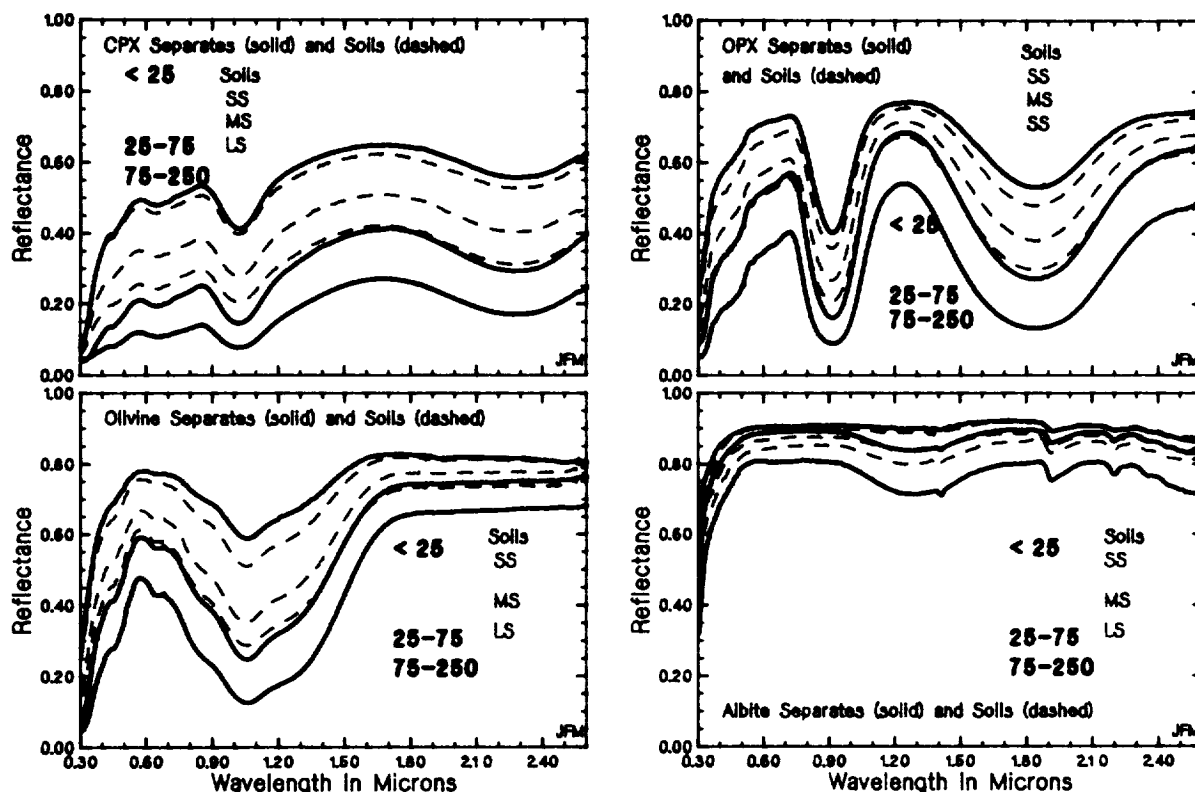 CPX Separates (solid) and Soils (dashed)
< 25 Soils
SS
MS
25-75 LS
75-250
JFM
Reflectance
1.00
0.80
0.60
0.40
0.20
0.00
OPX Separates (solid) Soils
and Soils (dashed) SS
MS
SS
< 25
25-75
75-250
JFM
Reflectance
1.00
0.80
0.60
0.40
0.20
0.00
Olivine Separates (solid) and Soils (dashed)
< 25 Soils
SS
MS
25-75 LS
75-250
JFM
Reflectance
1.00
0.80
0.60
0.40
0.20
0.00
0.30 0.60 0.90 1.20 1.50 1.80 2.10 2.40
Wavelength in Microns
< 25 Soils
SS
MS
25-75 LS
75-250
Albite Separates (solid) and Soils (dashed)
JFM
Reflectance
1.00
0.80
0.60
0.40
0.20
0.00
0.30 0.60 0.90 1.20 1.50 1.80 2.10 2.40
Wavelength in Microns